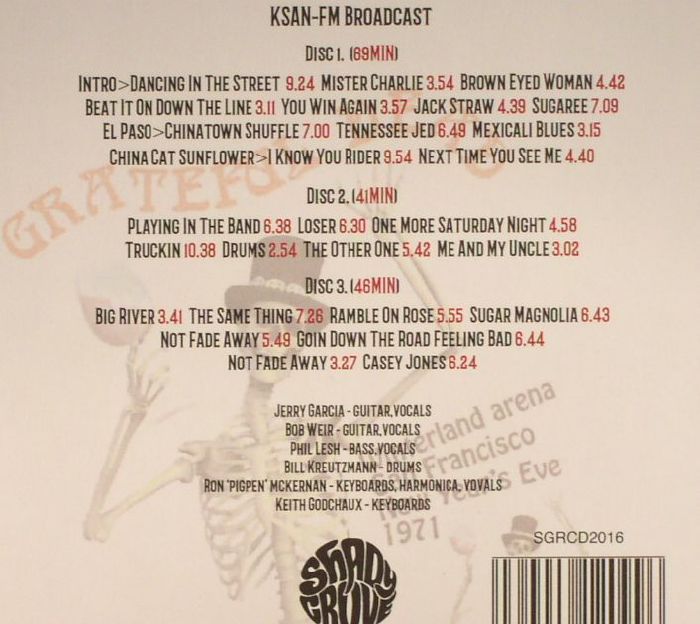 KSAN-FM BROADCAST
DISC 1. (69MIN)
INTRO>DANCING IN THE STREET 9.24 MISTER CHARLIE 3.54 BROWN EYED WOMAN 4.42
BEAT IT ON DOWN THE LINE 3.11 YOU WIN AGAIN 3.57 JACK STRAW 4.39 SUGAREE 7.09
EL PASO>CHINATOWN SHUFFLE 7.00 TENNESSEE JED 6.49 MEXICALI BLUES 3.15
CHINA CAT SUNFLOWER>I KNOW YOU RIDER 9.54 NEXT TIME YOU SEE ME 4.40
GRATEFUL
DISC 2. (41MIN)
PLAYING IN THE BAND 6.38 LOSER 6.30 ONE MORE SATURDAY NIGHT 4.58
TRUCKIN 10.38 DRUMS 2.54 THE OTHER ONE 5.42 ME AND MY UNCLE 3.02
DISC 3. (46MIN)
BIG RIVER 3.41 THE SAME THING 7.26 RAMBLE ON ROSE 5.55 SUGAR MAGNOLIA 6.43
NOT FADE AWAY 5.49 GOIN DOWN THE ROAD FEELING BAD 6.44
NOT FADE AWAY 3.27 CASEY JONES 6.24
JERRY GARCIA - GUITAR,VOCALS
BOB WEIR - GUITAR,VOCALS
PHIL LESH - BASS,VOCALS
BILL KREUTZMANN - DRUMS
RON 'PIGPEN' MCKERNAN - KEYBOARDS, HARMONICA, VOVALS
KEITH GODCHAUX - KEYBOARDS
Winterland arena
San Francisco
New Year's Eve
1971
SHADY
GROVE
SGRCD2016